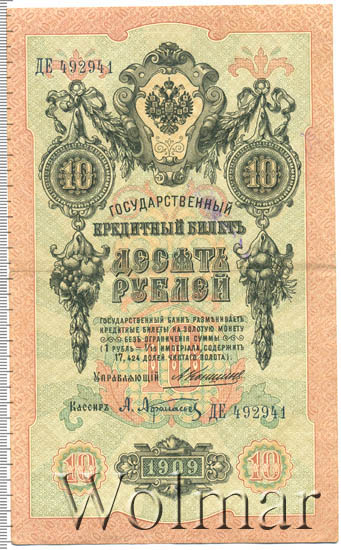 ДЕ 492941
10 10
ГОСУДАРСТВЕННЫЙ
КРЕДИТНЫЙ БИЛЕТЪ
ДЕСЯТЬ
РУБЛЕЙ
ГОСУДАРСТВЕННЫЙ БАНКЪ РАЗМѢНИВАЕТЪ
КРЕДИТНЫЕ БИЛЕТЫ НА ЗОЛОТУЮ МОНЕТУ
БЕЗЪ ОГРАНИЧЕНІЯ СУММЫ
(1 РУБЛЬ = 1/15 ИМПЕРІАЛА, СОДЕРЖИТЪ
17,424 ДОЛЕЙ ЧИСТАГО ЗОЛОТА).
Управляющій
Кассиръ А. Афанасьев
ДЕ 492941
10 1909 10
Wolmar